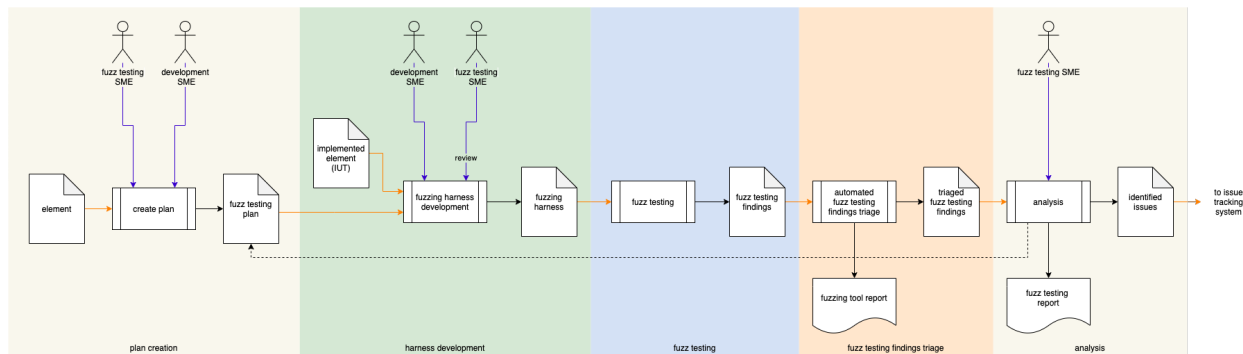 fuzz testing
SME
development
SME
element
create plan
fuzz testing
plan
plan creation
development
SME
fuzz testing
SME
review
implemented
element
(IUT)
fuzzing harness
development
fuzzing
harness
harness development
fuzz testing
fuzz testing
findings
fuzz testing
automated
fuzz testing
findings triage
triaged
fuzz testing
findings
fuzzing tool report
fuzz testing findings triage
fuzz testing SME
analysis
identified
issues
fuzz testing
report
analysis
to issue
tracking
system